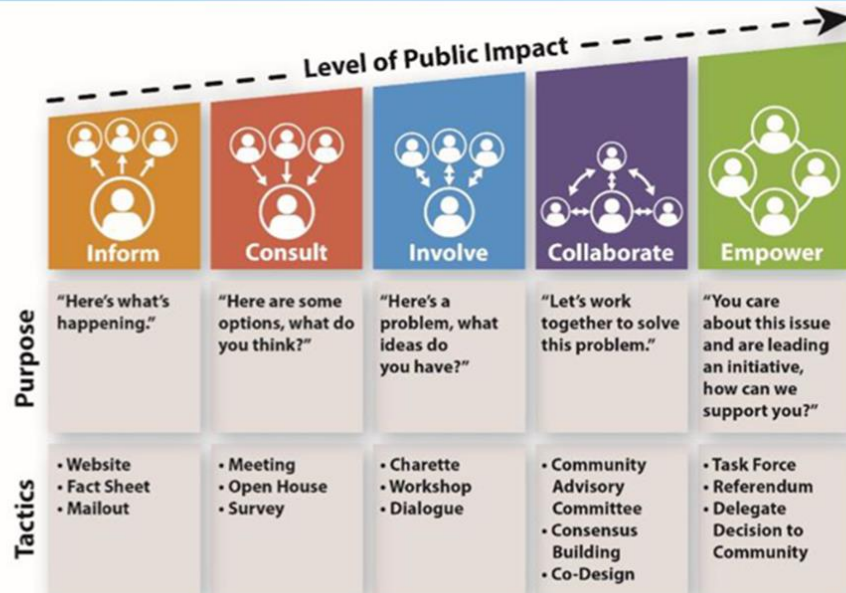 Level of Public Impact
Inform
Consult
Involve
Collaborate
Empower
Purpose
“Here’s what’s
happening.”
“Here are some
options, what do
you think?”
“Here’s a
problem, what
ideas do
you have?”
“Let’s work
together to solve
this problem.”
“You care
about this issue
and are leading
an initiative,
how can we
support you?”
Tactics
• Website
• Fact Sheet
• Mailout
• Meeting
• Open House
• Survey
• Charette
• Workshop
• Dialogue
• Community
Advisory
Committee
• Consensus
Building
• Co-Design
• Task Force
• Referendum
• Delegate
Decision to
Community